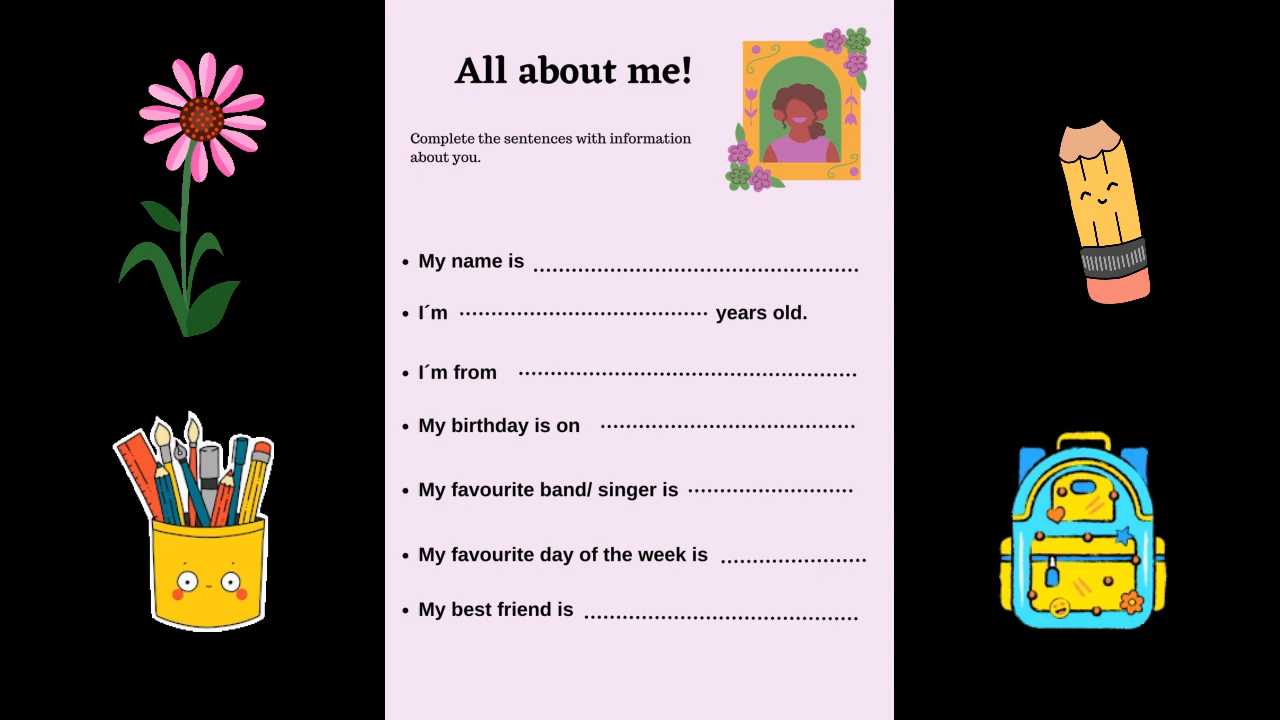 All about me!
Complete the sentences with information
about you.
• My name is ....................................................
• I´m ........................................ years old.
• I´m from ......................................................
• My birthday is on .........................................
• My favourite band/ singer is ..........................
• My favourite day of the week is .......................
• My best friend is ............................................